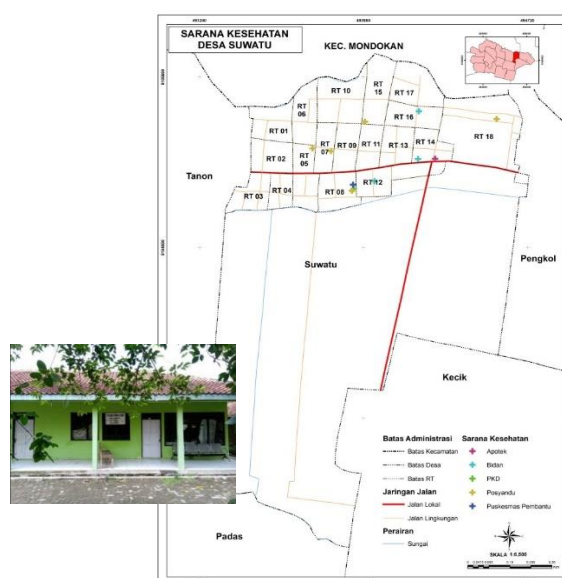 SARANA KESEHATAN
DESA SUWATU
KEC. MONDOKAN
RT 10
RT
15
RT 17
RT
06
RT 16
RT 01
RT
07
RT 09
RT 11
RT 13
RT 14
RT 18
RT 02
RT
05
Tanon
RT 03
RT 04
RT 08
RT 12
Suwatu
Pengkol
Kecik
Padas
Batas Administrasi
Batas Kecamatan
Batas Desa
Batas RT
Jaringan Jalan
Jalan Lokal
Jalan Lingkungan
Perairan
Sungai
Sarana Kesehatan
Apotek
Bidan
PKD
Posyandu
Puskesmas Pembantu
SKALA 1:6.500